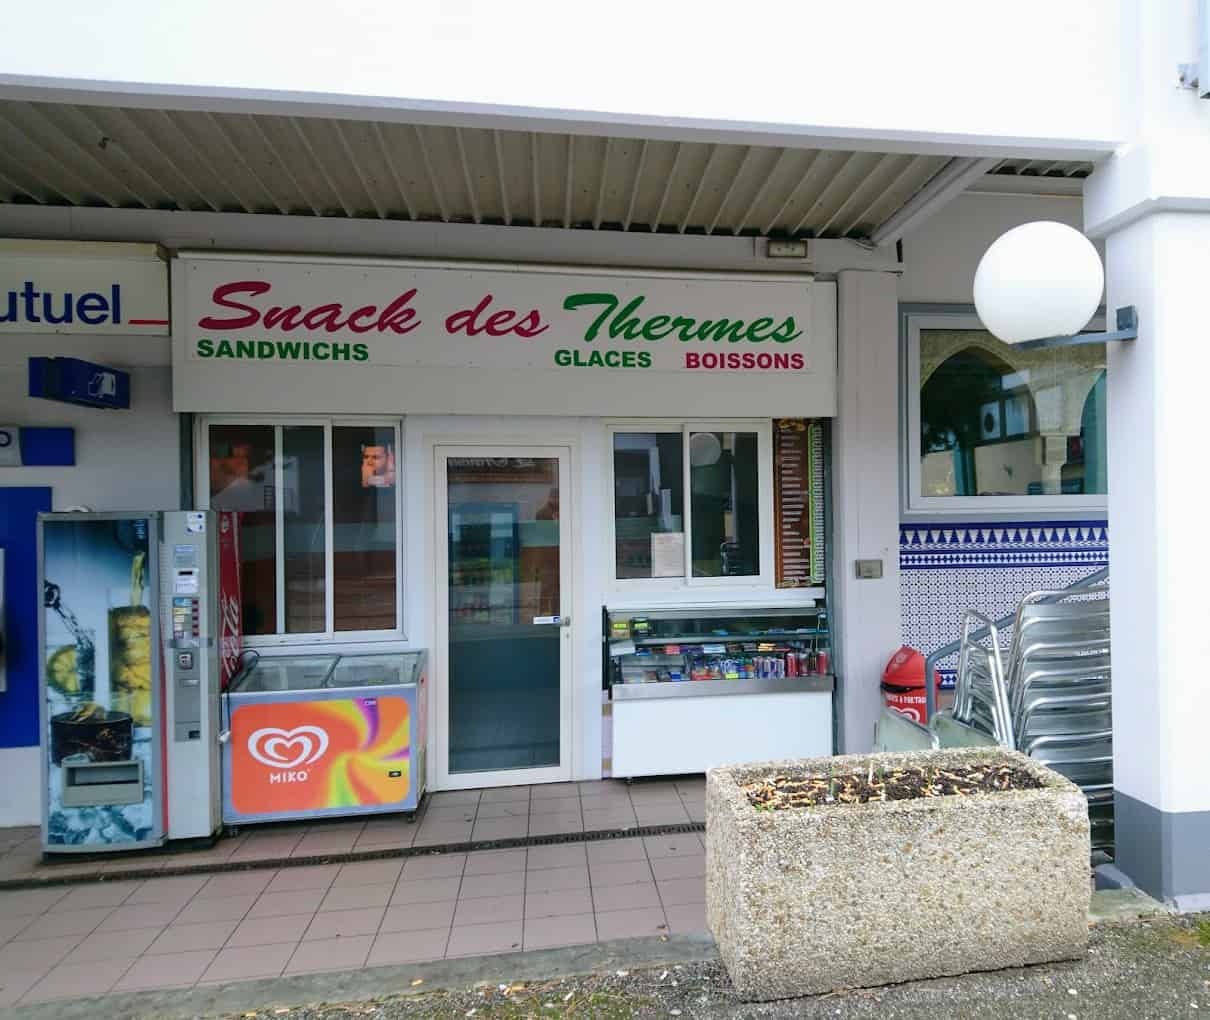 utuel
Snack des Thermes
SANDWICHS
GLACES
BOISSONS
MIKO